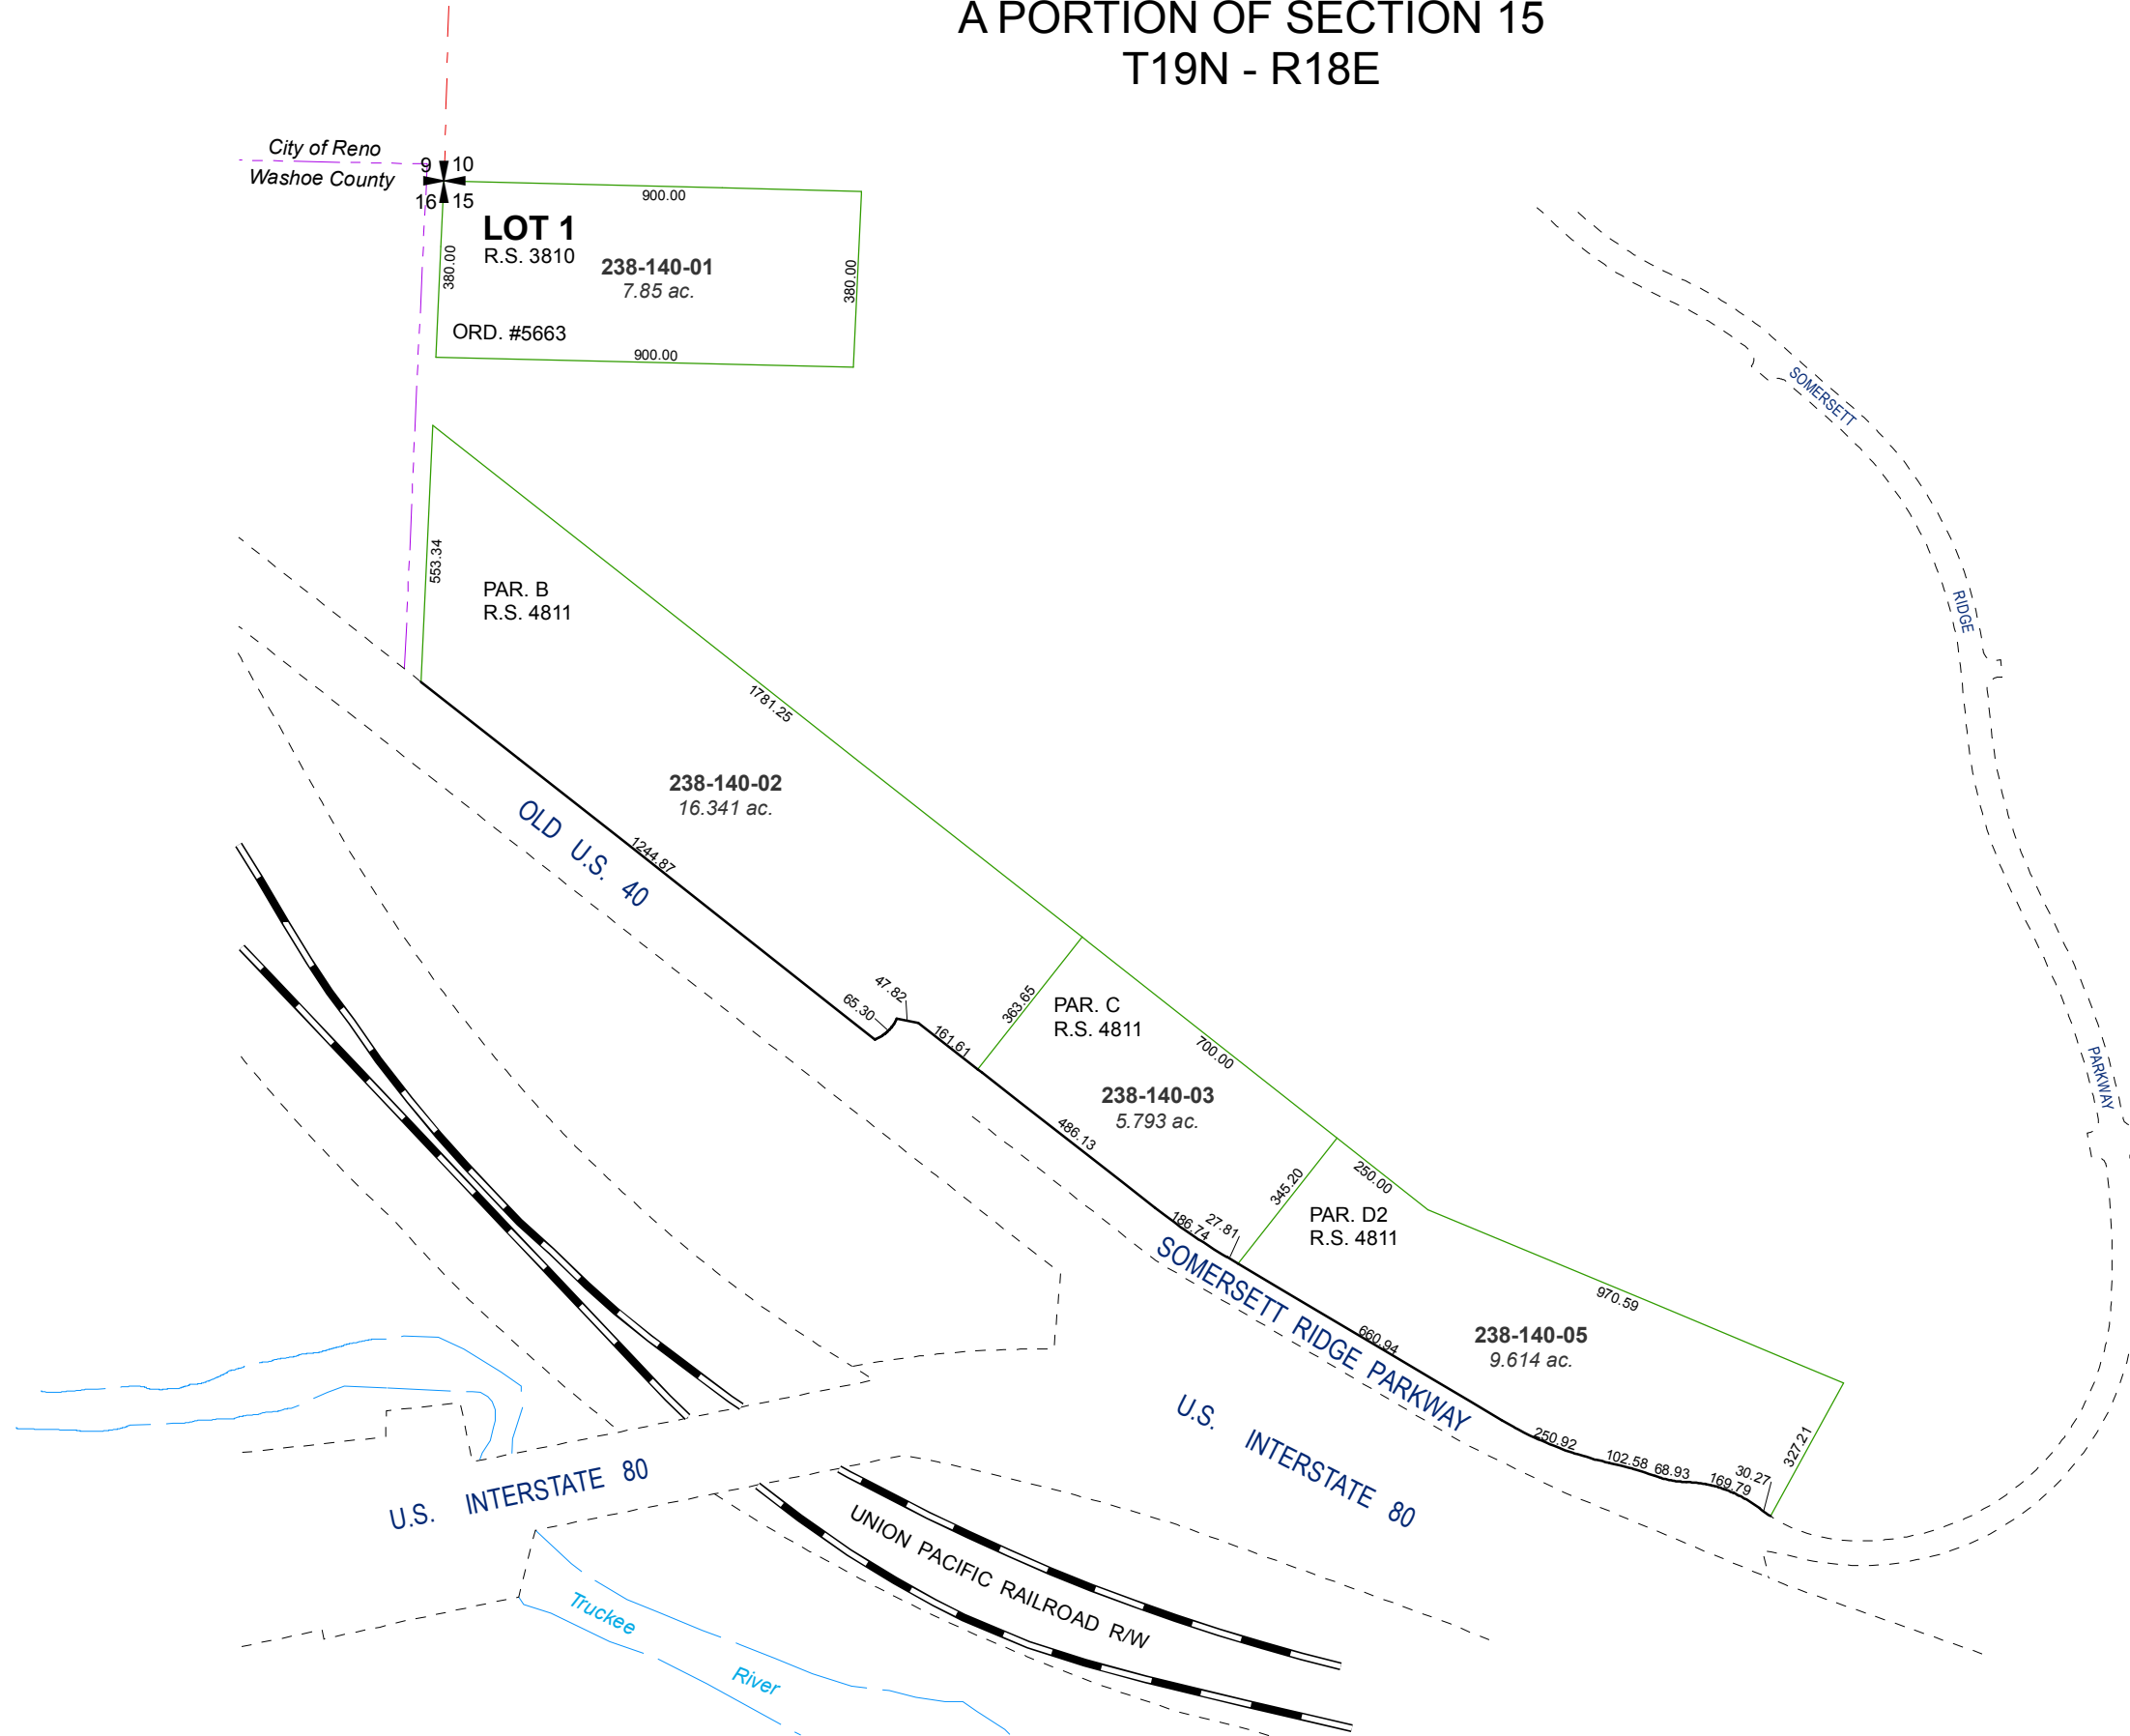 A PORTION OF SECTION 15
T19N - R18E
City of Reno
Washoe County
9 10
16 15
900.00
LOT 1
R.S. 3810
238-140-01
7.85 ac.
380.00
380.00
ORD. #5663
900.00
SOMERSETT
RIDGE
PARKWAY
553.34
PAR. B
R.S. 4811
1781.25
238-140-02
16.341 ac.
OLD U.S. 40
1244.87
65.30
47.82
161.61
363.65
PAR. C
R.S. 4811
700.00
238-140-03
5.793 ac.
486.13
186.74
27.81
345.20
250.00
PAR. D2
R.S. 4811
970.59
238-140-05
9.614 ac.
660.94
SOMERSETT RIDGE PARKWAY
250.92
102.58
68.93
169.79
30.27
327.21
U.S. INTERSTATE 80
U.S. INTERSTATE 80
UNION PACIFIC RAILROAD R/W
Truckee
River